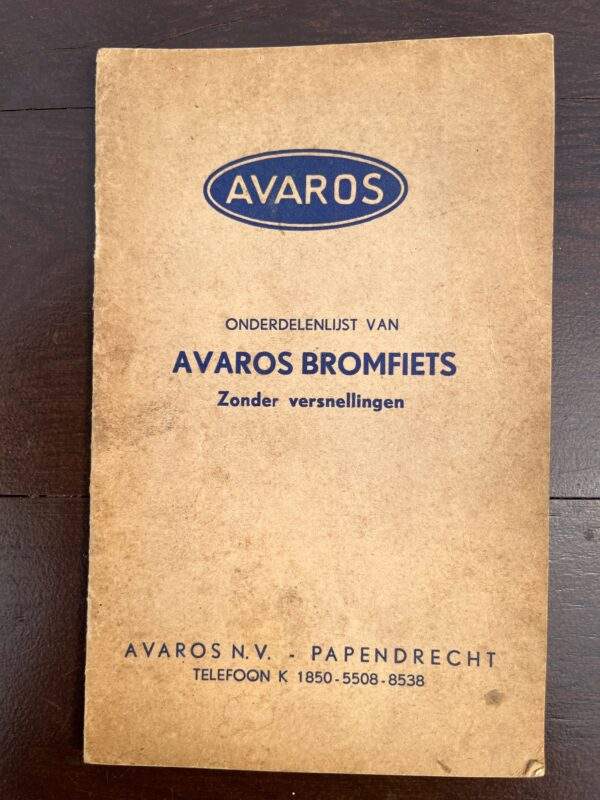 AVAROS
ONDERDELENLIJST VAN
AVAROS BROMFIETS
Zonder versnellingen
AVAROS N.V. - PAPENDRECHT
TELEFOON K 1850-5508-8538